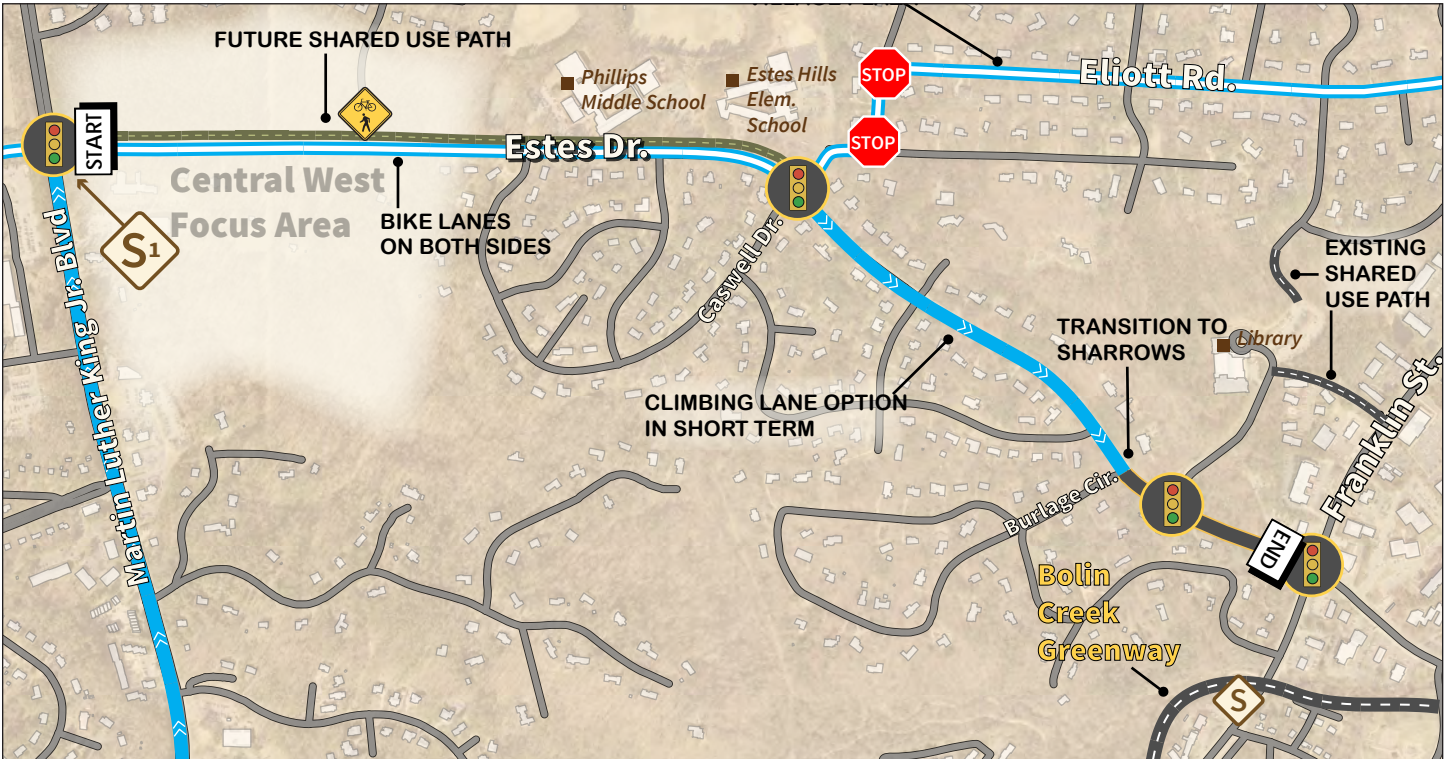 FUTURE SHARED USE PATH
Phillips
Middle School
Estes Hills
Elem.
School
STOP
Eliott Rd.
START
Estes Dr.
STOP
Central West
Focus Area
BIKE LANES
ON BOTH SIDES
S1
Martin Luther King Jr. Blvd
Caswell Dr.
EXISTING
SHARED
USE PATH
TRANSITION TO
SHARROWS
Library
CLIMBING LANE OPTION
IN SHORT TERM
Franklin St.
Burlage Cir.
END
Bolin
Creek
Greenway
S